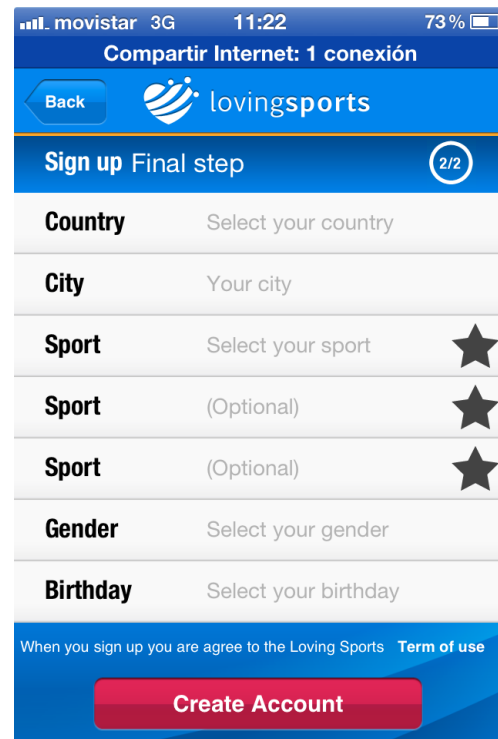 movistar 3G 11:22 73 %
Compartir Internet: 1 conexión
Back lovingsports
Sign up Final step 2/2
Country Select your country
City Your city
Sport Select your sport
Sport (Optional)
Sport (Optional)
Gender Select your gender
Birthday Select your birthday
When you sign up you are agree to the Loving Sports Term of use
Create Account